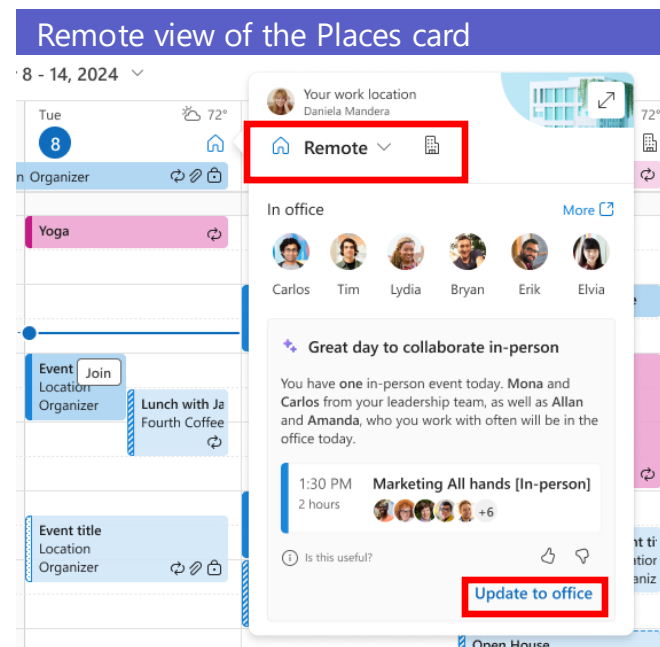 Remote view of the Places card
8 - 14, 2024
Tue
72°
8
Organizer
Yoga
Event
Join
Location
Organizer
Lunch with Ja
Fourth Coffee
Event title
Location
Organizer
Your work location
Daniela Mandera
Remote
In office
More
Carlos Tim Lydia Bryan Erik Elvia
Great day to collaborate in-person
You have one in-person event today. Mona and
Carlos from your leadership team, as well as Allan
and Amanda, who you work with often will be in the
office today.
1:30 PM Marketing All hands [In-person]
2 hours
+6
Is this useful?
Update to office
72°
Open House